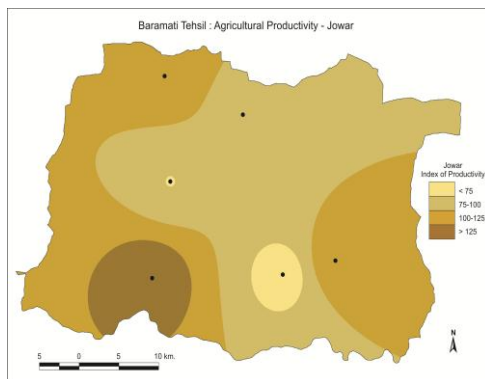 Baramati Tehsil : Agricultural Productivity - Jowar
Jowar
Index of Productivity
< 75
75-100
100-125
> 125
N
5 0 5 10 km.